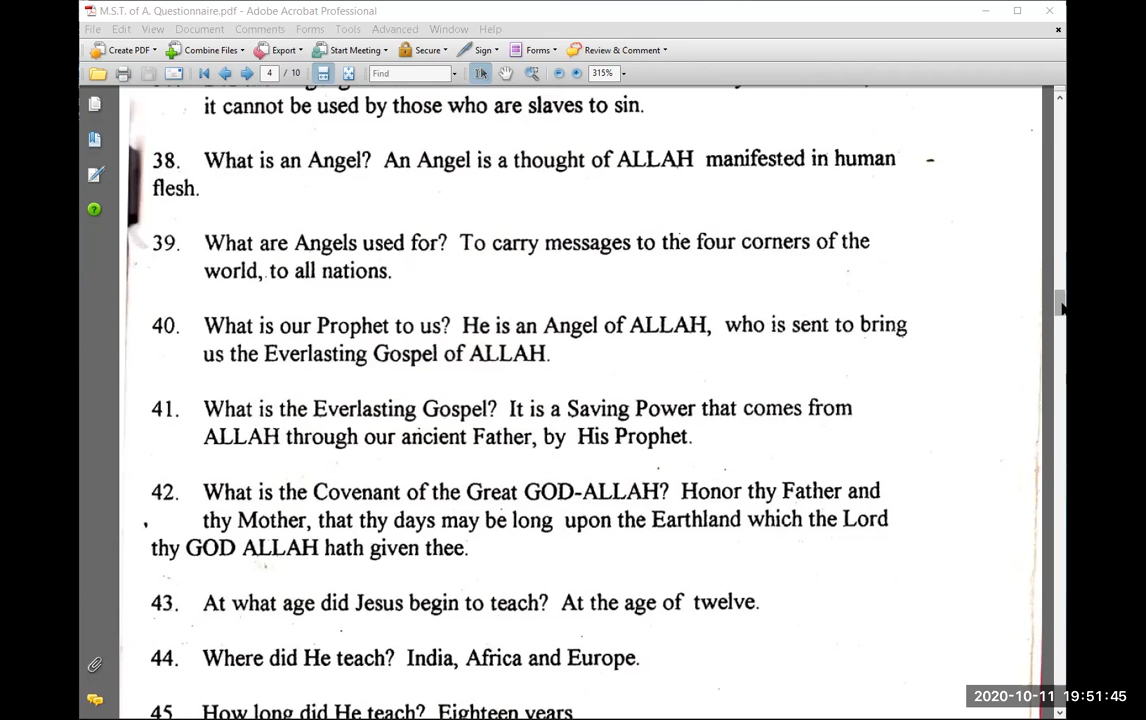 M.S.T. of A. Questionnaire.pdf - Adobe Acrobat Professional
File Edit View Document Comments Forms Tools Advanced Window Help
Create PDF Combine Files Export Start Meeting Secure Sign Forms Review & Comment
4 / 10 Find 315%
it cannot be used by those who are slaves to sin.
38. What is an Angel? An Angel is a thought of ALLAH manifested in human -
flesh.
39. What are Angels used for? To carry messages to the four corners of the
world, to all nations.
40. What is our Prophet to us? He is an Angel of ALLAH, who is sent to bring
us the Everlasting Gospel of ALLAH.
41. What is the Everlasting Gospel? It is a Saving Power that comes from
ALLAH through our ancient Father, by His Prophet.
42. What is the Covenant of the Great GOD-ALLAH? Honor thy Father and
thy Mother, that thy days may be long upon the Earthland which the Lord
thy GOD ALLAH hath given thee.
43. At what age did Jesus begin to teach? At the age of twelve.
44. Where did He teach? India, Africa and Europe.
45 How long did He teach? Eighteen years
2020-10-11 19:51:45